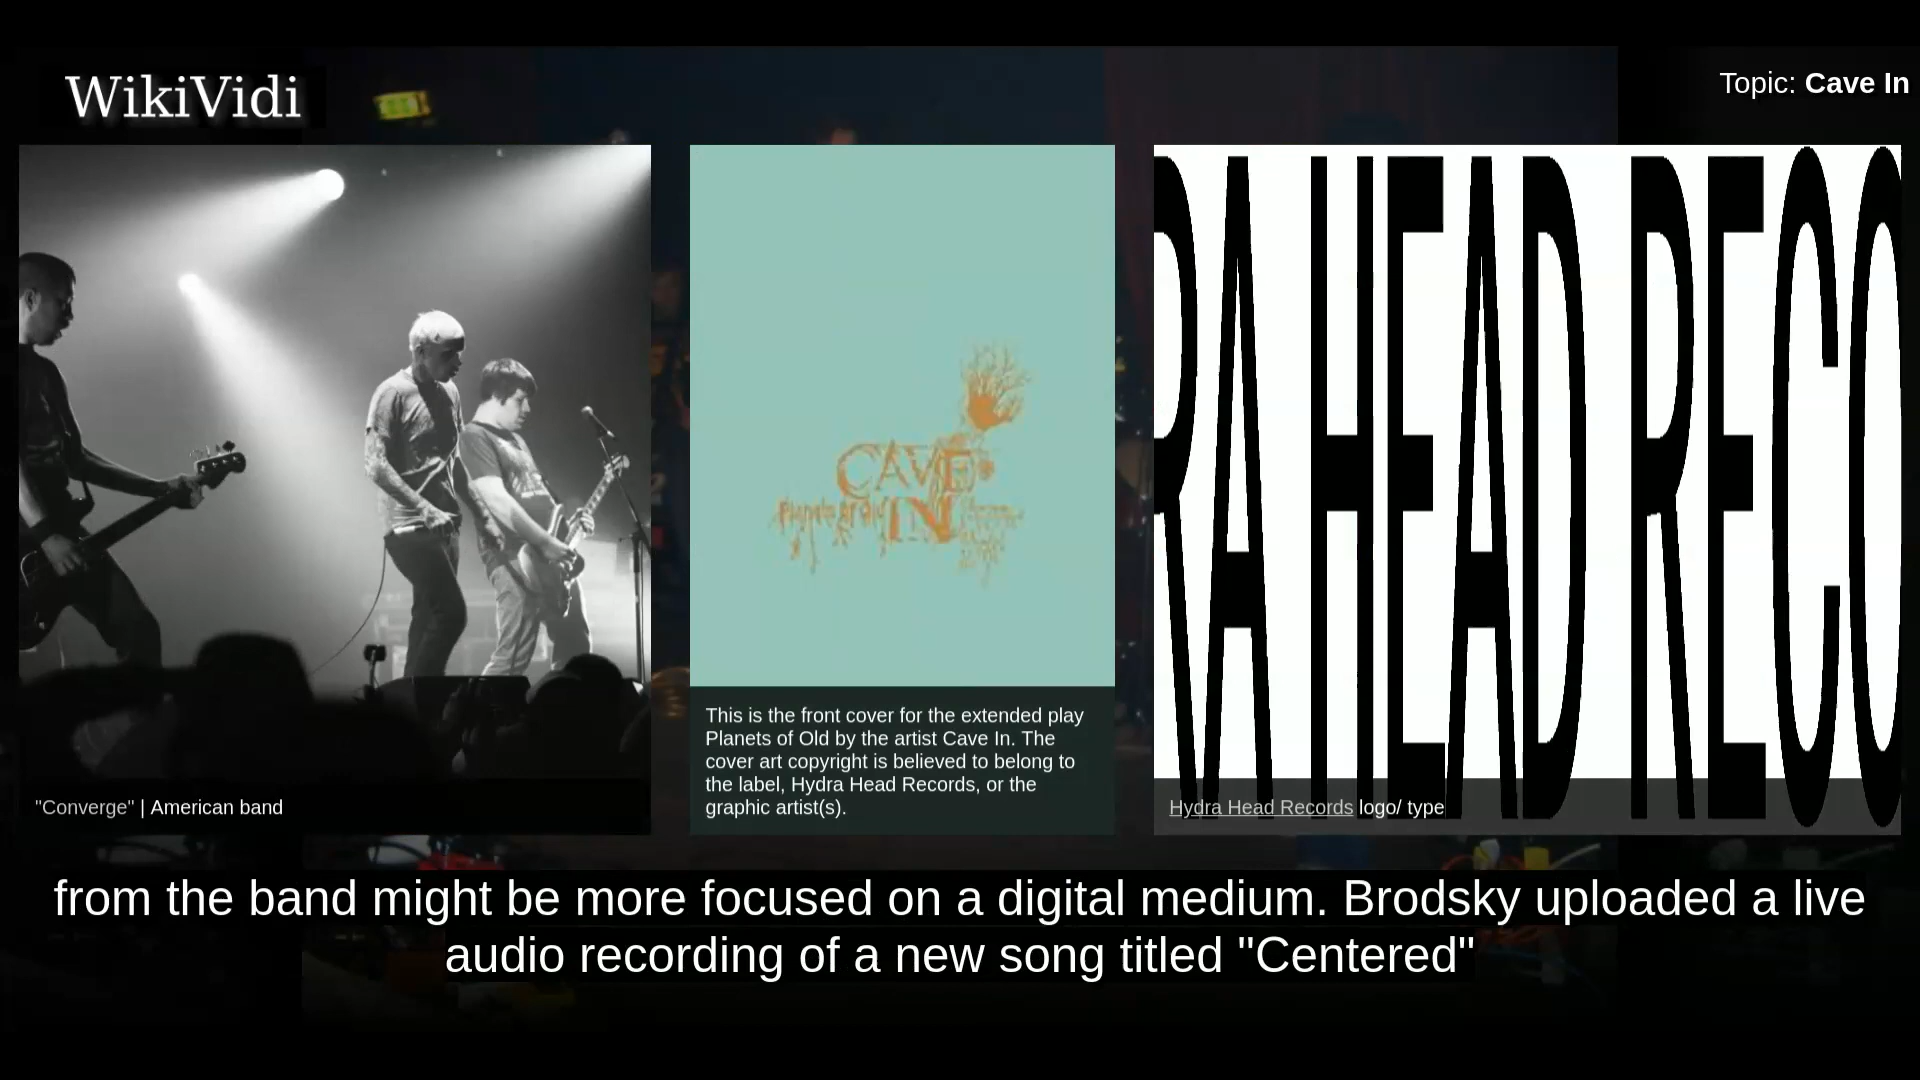 WikiVidi
Topic: Cave In
"Converge" | American band
CAVE
IN
Planets of Old
This is the front cover for the extended play
Planets of Old by the artist Cave In. The
cover art copyright is believed to belong to
the label, Hydra Head Records, or the
graphic artist(s).
RA HEAD RECO
Hydra Head Records logo/ type
from the band might be more focused on a digital medium. Brodsky uploaded a live
audio recording of a new song titled "Centered"